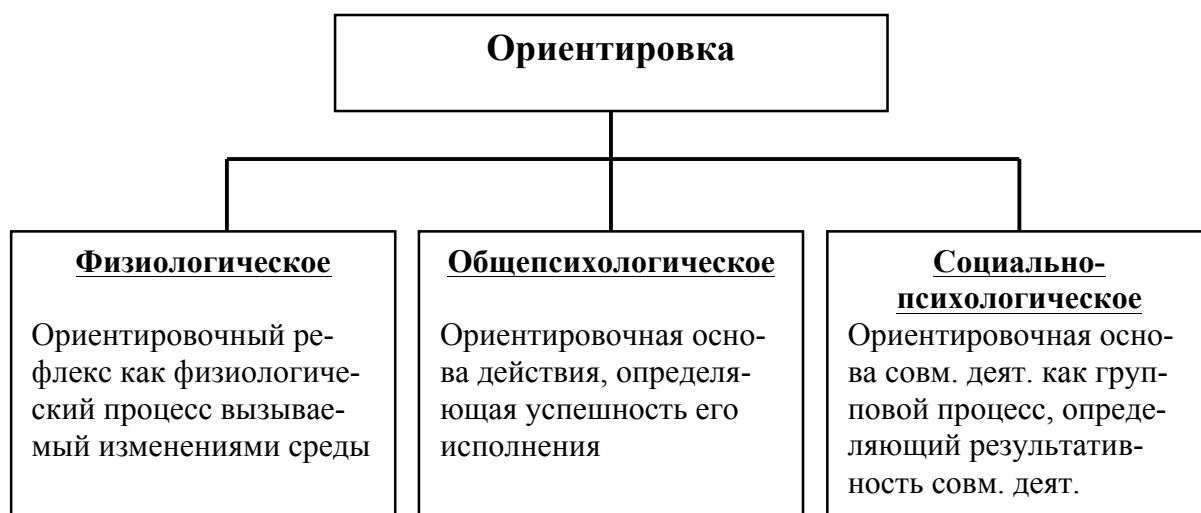 Ориентировка
Физиологическое
Ориентировочный ре-
флекс как физиологиче-
ский процесс вызывае-
мый изменениями среды
Общепсихологическое
Ориентировочная осно-
ва действия, определя-
ющая успешность его
исполнения
Социально-
психологическое
Ориентировочная осно-
ва совм. деят. как груп-
повой процесс, опреде-
ляющий результатив-
ность совм. деят.